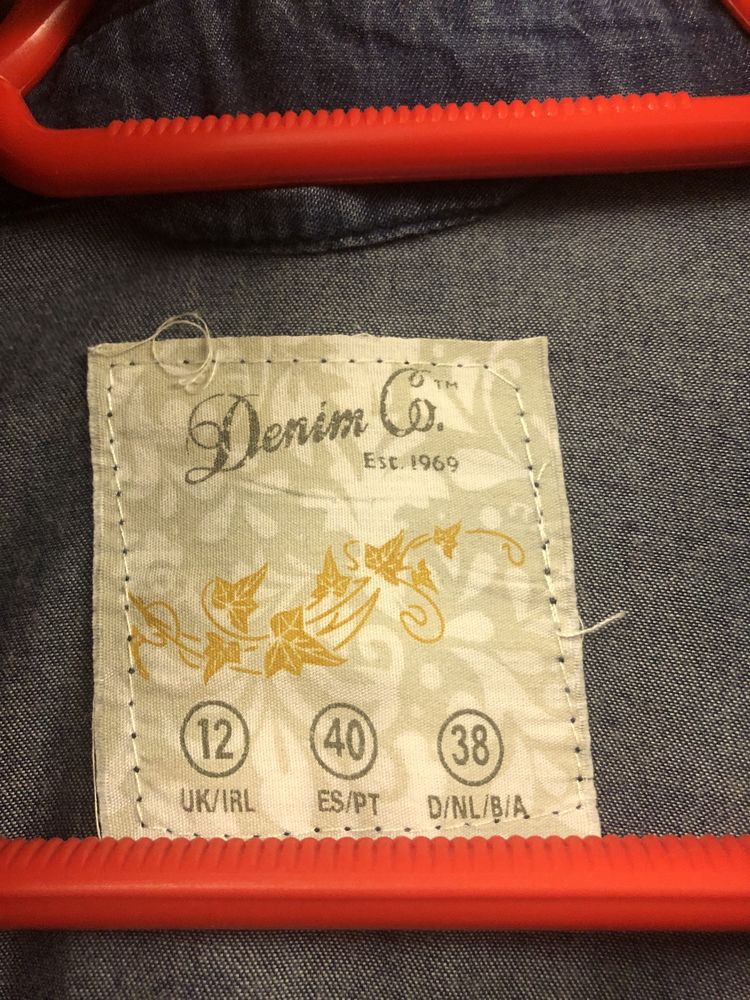 Denim Co.™
Est. 1969
12 40 38
UK/IRL ES/PT D/NL/B/A